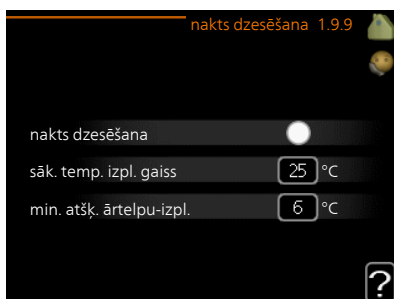 nakts dzesēšana 1.9.9
nakts dzesēšana
sāk. temp. izpl. gaiss 25 °C
min. atšķ. ārtelpu-izpl. 6 °C
?